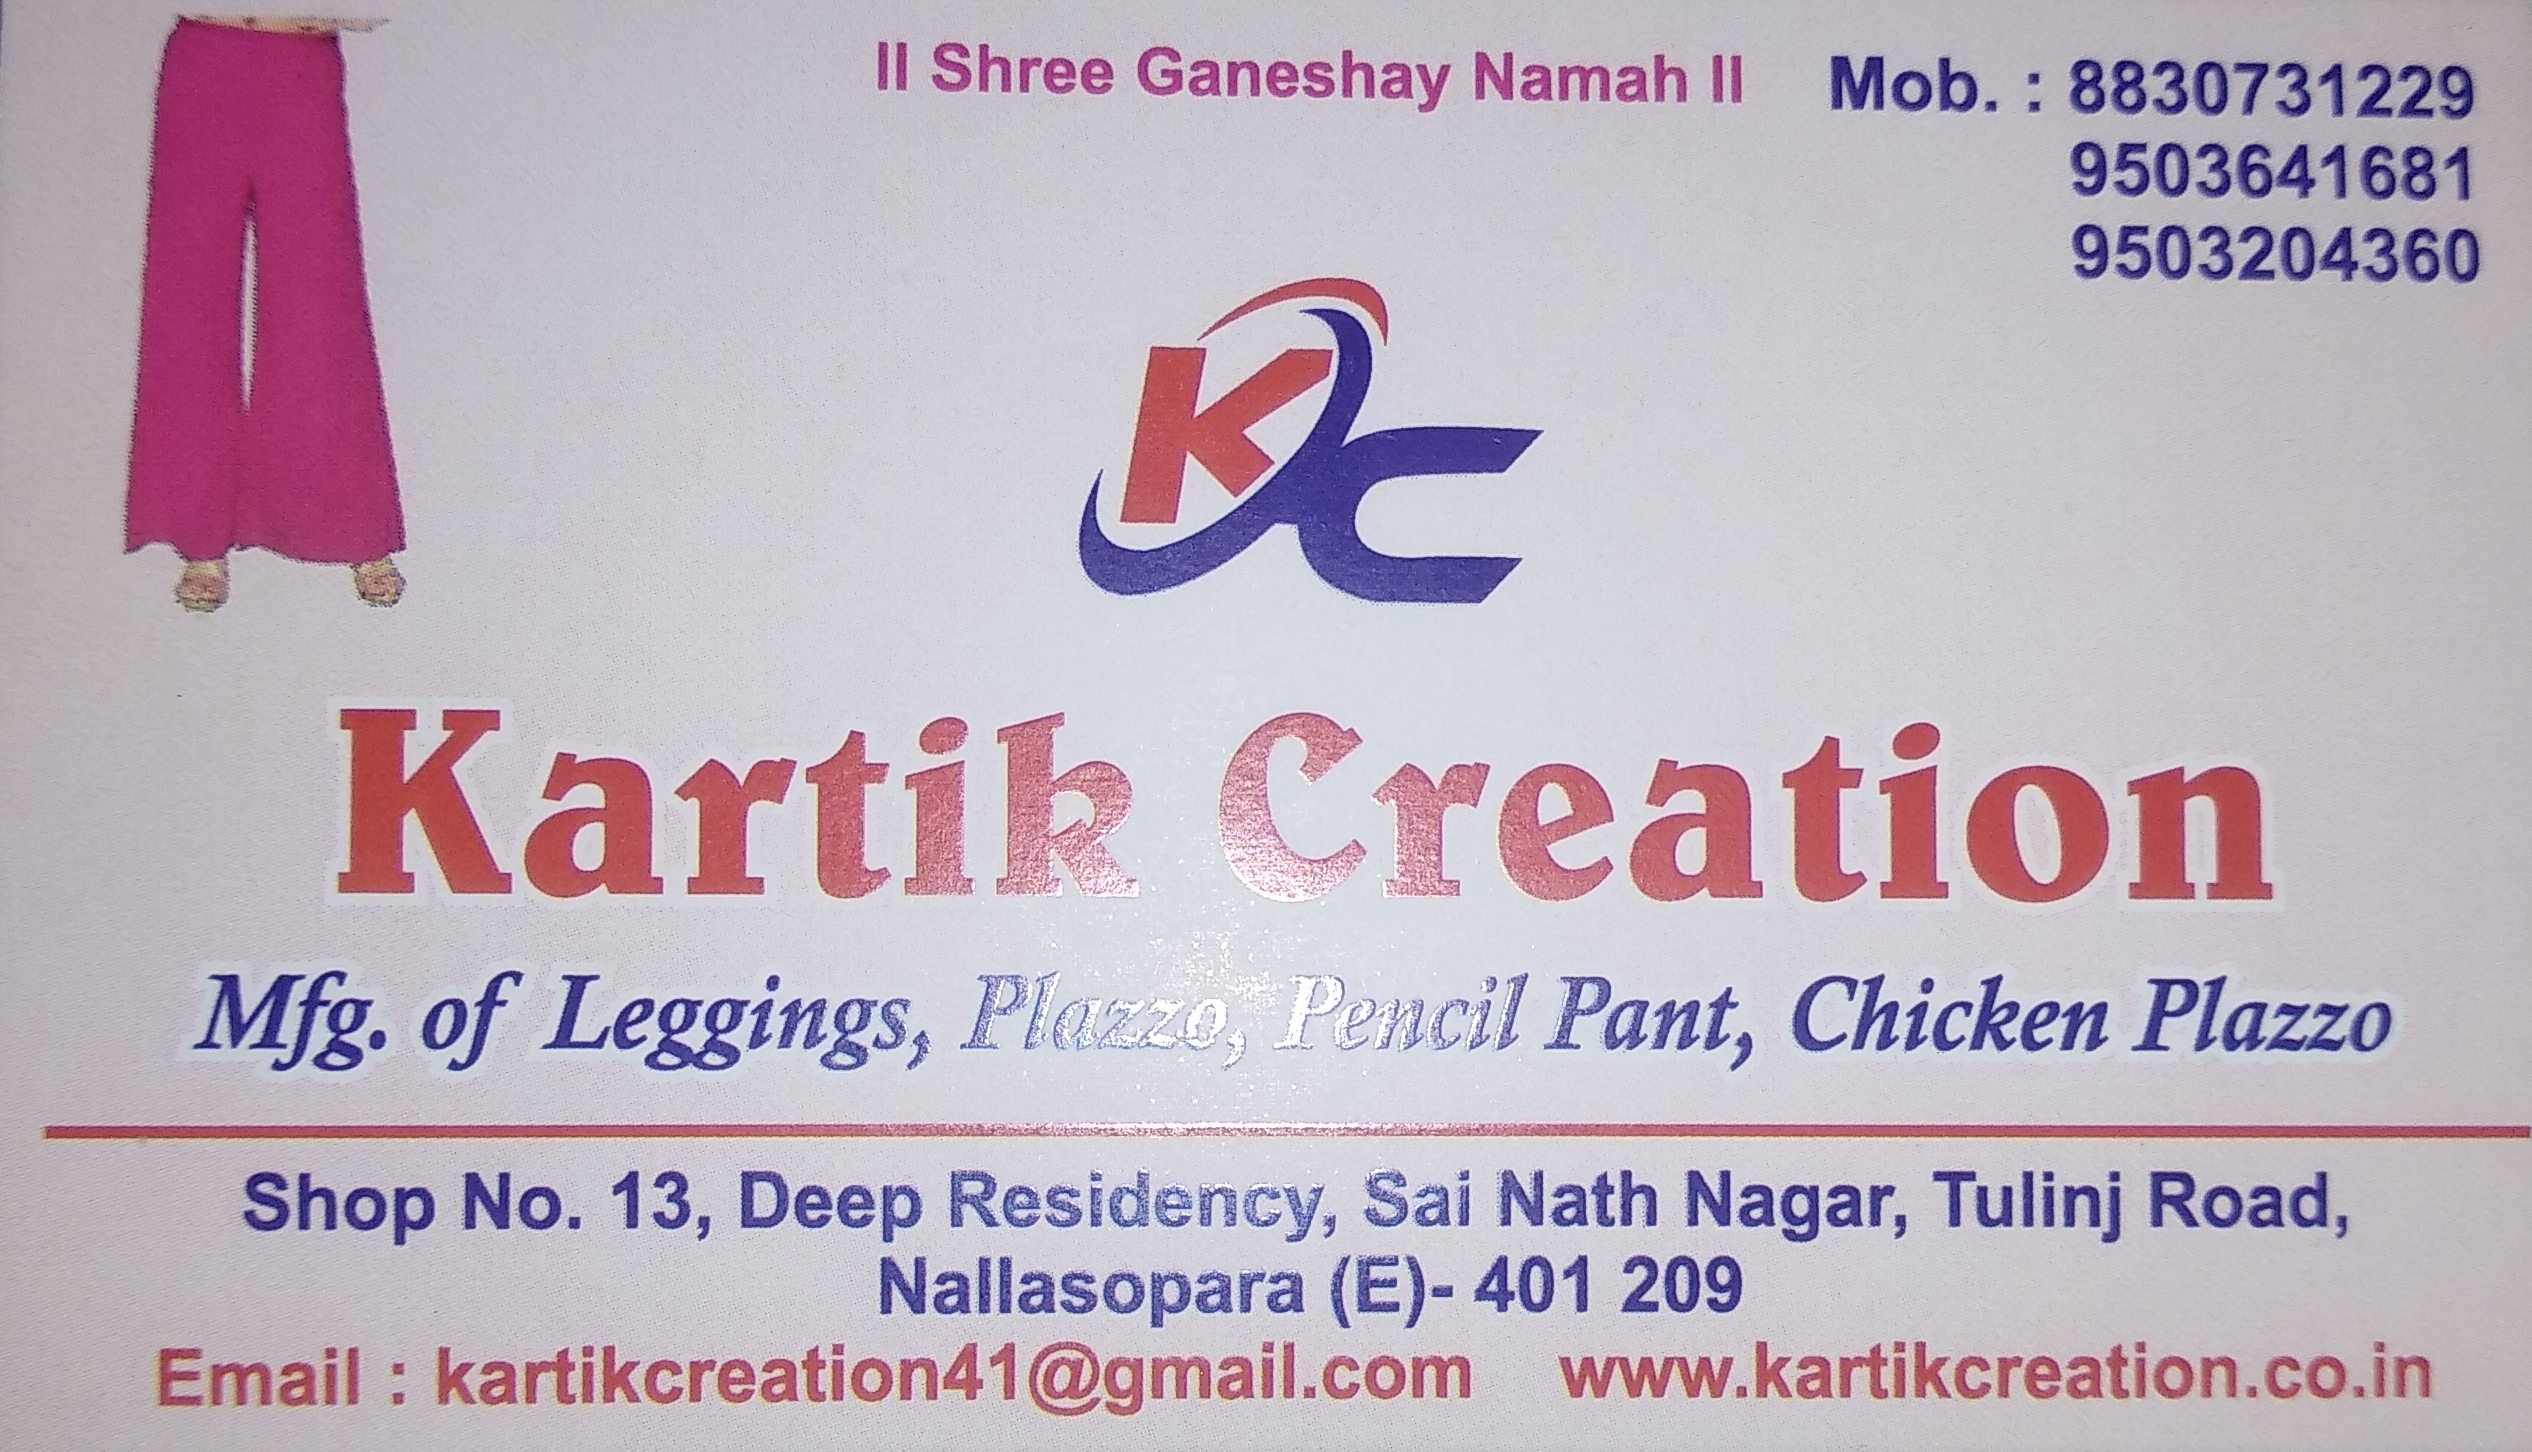 II Shree Ganeshay Namah II
Mob. : 8830731229
9503641681
9503204360
KC
Kartik Creation
Mfg. of Leggings, Plazzo, Pencil Pant, Chicken Plazzo
Shop No. 13, Deep Residency, Sai Nath Nagar, Tulinj Road,
Nallasopara (E)- 401 209
Email : kartikcreation41@gmail.com www.kartikcreation.co.in